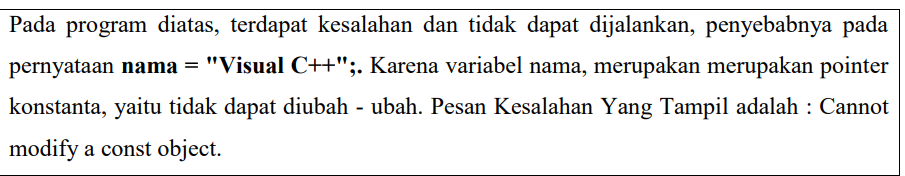 Pada program diatas, terdapat kesalahan dan tidak dapat dijalankan, penyebabnya pada
pernyataan nama = "Visual C++";. Karena variabel nama, merupakan merupakan pointer
konstanta, yaitu tidak dapat diubah - ubah. Pesan Kesalahan Yang Tampil adalah : Cannot
modify a const object.